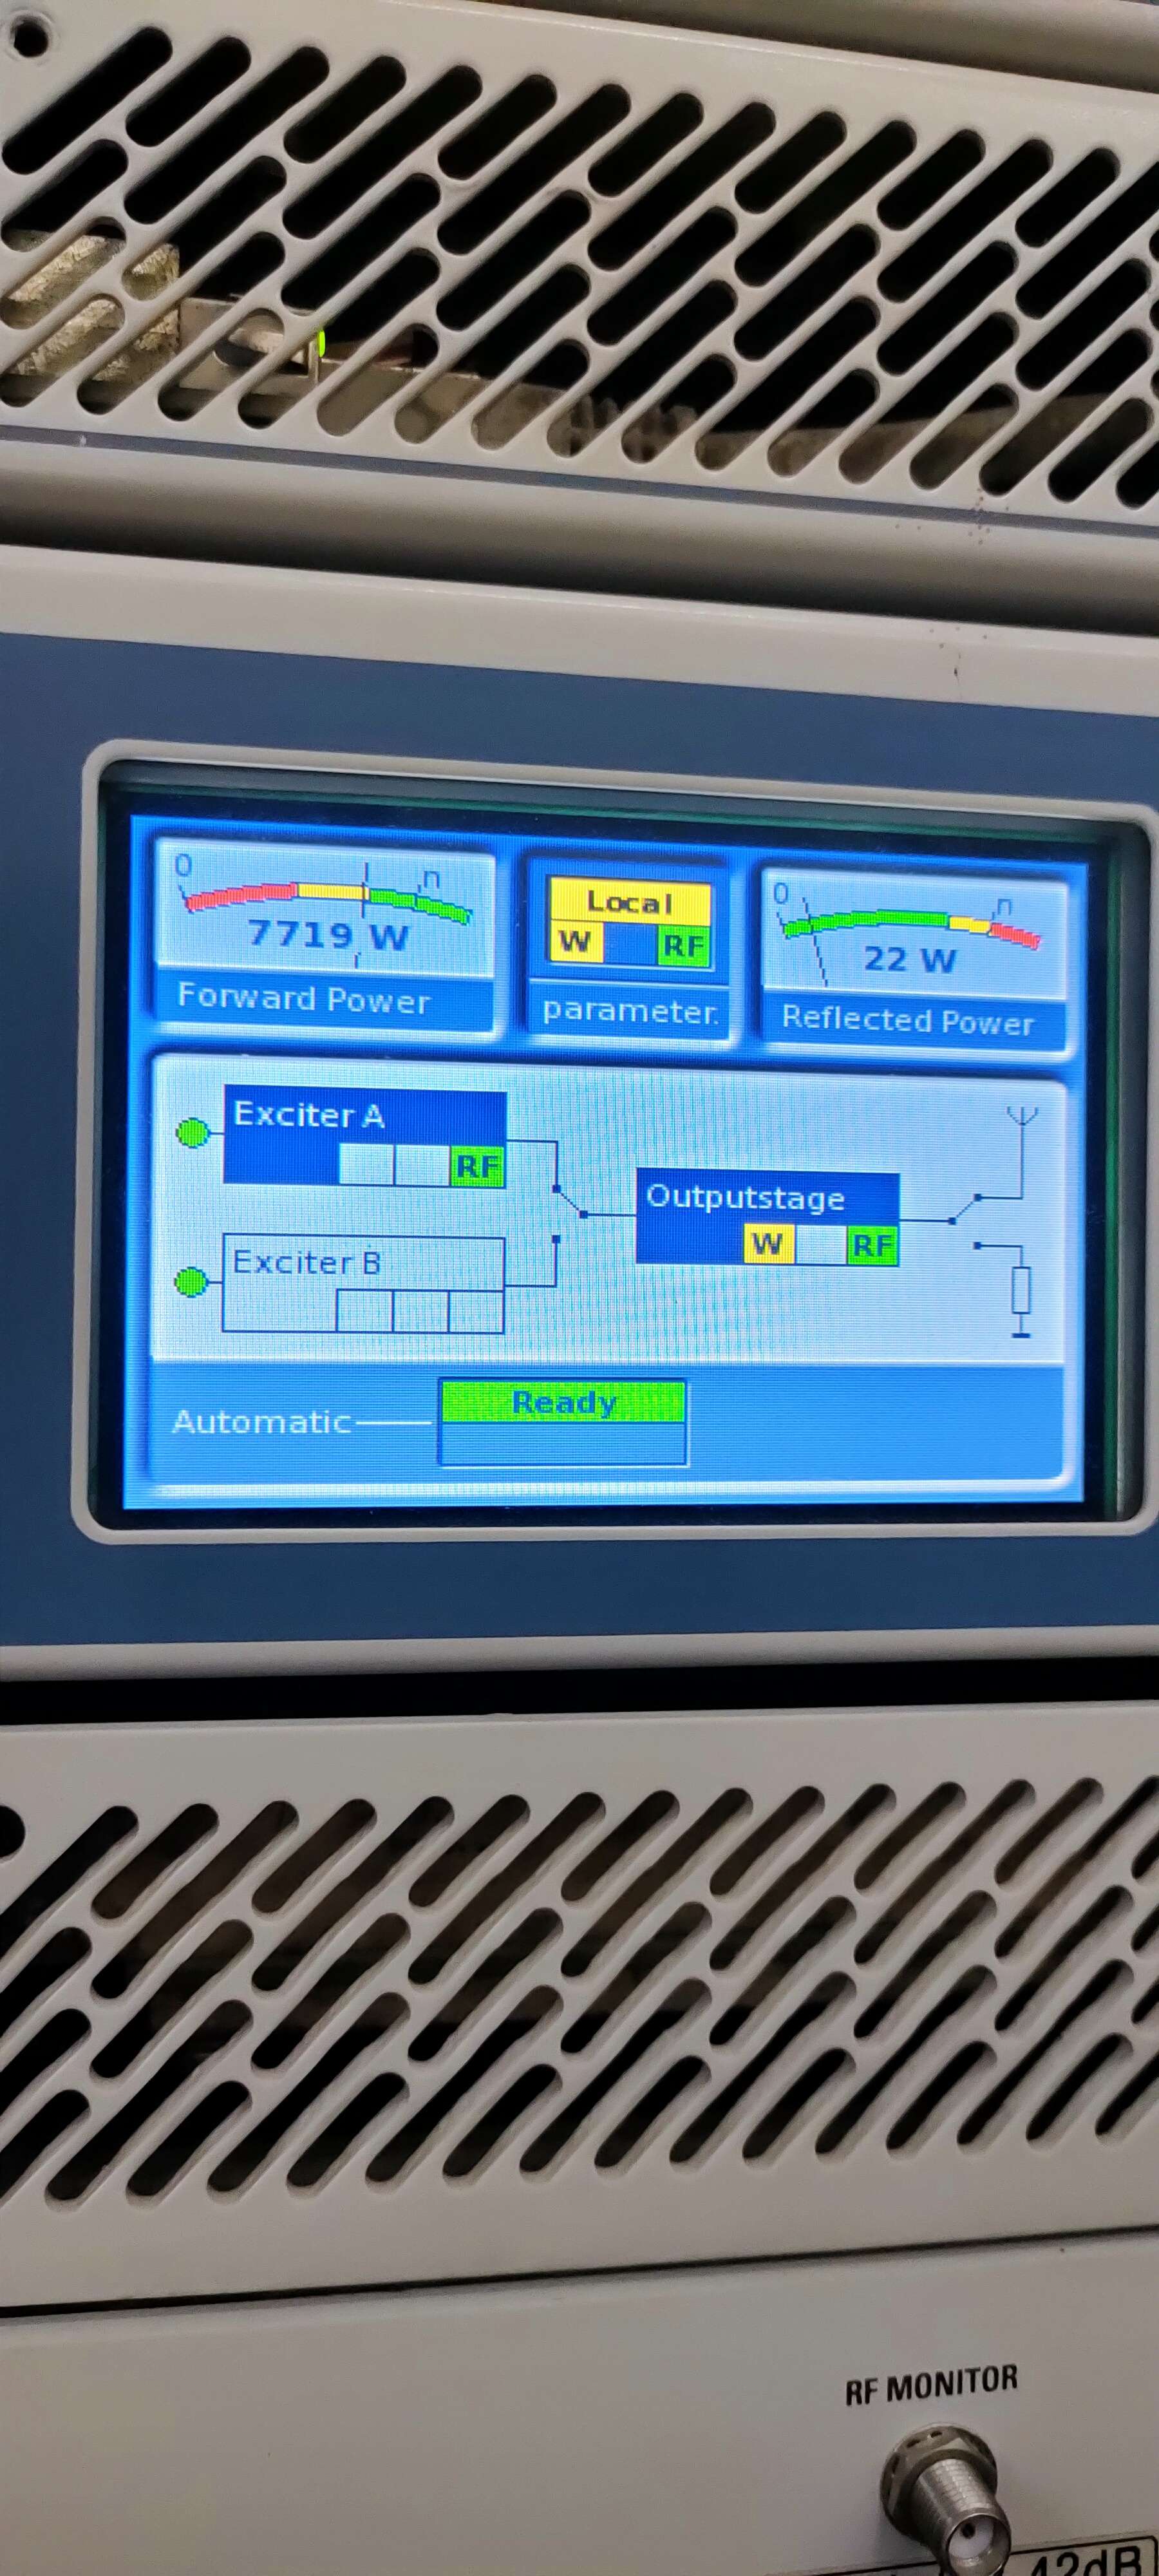 0 n
7719 W
Forward Power
Local
W RF
parameter.
0 n
22 W
Reflected Power
Exciter A
RF
Exciter B
Outputstage
W RF
Automatic
Ready
RF MONITOR
42dB